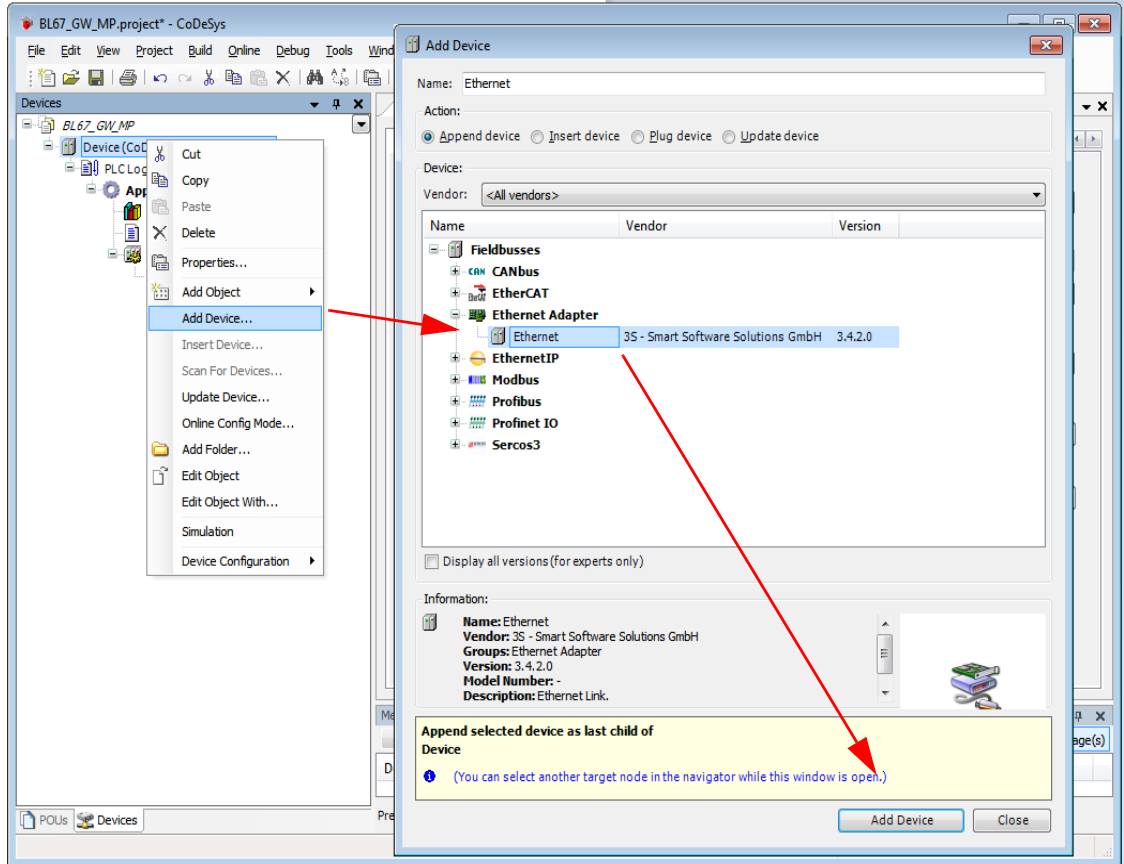 BL67_GW_MP.project* - CoDeSys
File Edit View Project Build Online Debug Tools
Devices
BL67_GW_MP
Device
PLC
POUs Devices
Cut
Copy
Paste
Delete
Properties...
Add Object
Add Device...
Insert Device...
Scan For Devices...
Update Device...
Online Config Mode...
Add Folder...
Edit Object
Edit Object With...
Simulation
Device Configuration
Add Device
Name: Ethernet
Action:
Append device Insert device Plug device Update device
Device:
Vendor: <All vendors>
Name Vendor Version
Fieldbusses
CAN CANbus
EtherCAT
Ethernet Adapter
Ethernet 3S - Smart Software Solutions GmbH 3.4.2.0
EthernetIP
Modbus
Profibus
Profinet IO
Sercos3
Display all versions (for experts only)
Information:
Name: Ethernet
Vendor: 3S - Smart Software Solutions GmbH
Groups: Ethernet Adapter
Version: 3.4.2.0
Model Number: -
Description: Ethernet Link.
Append selected device as last child of
Device
(You can select another target node in the navigator while this window is open.)
Add Device Close